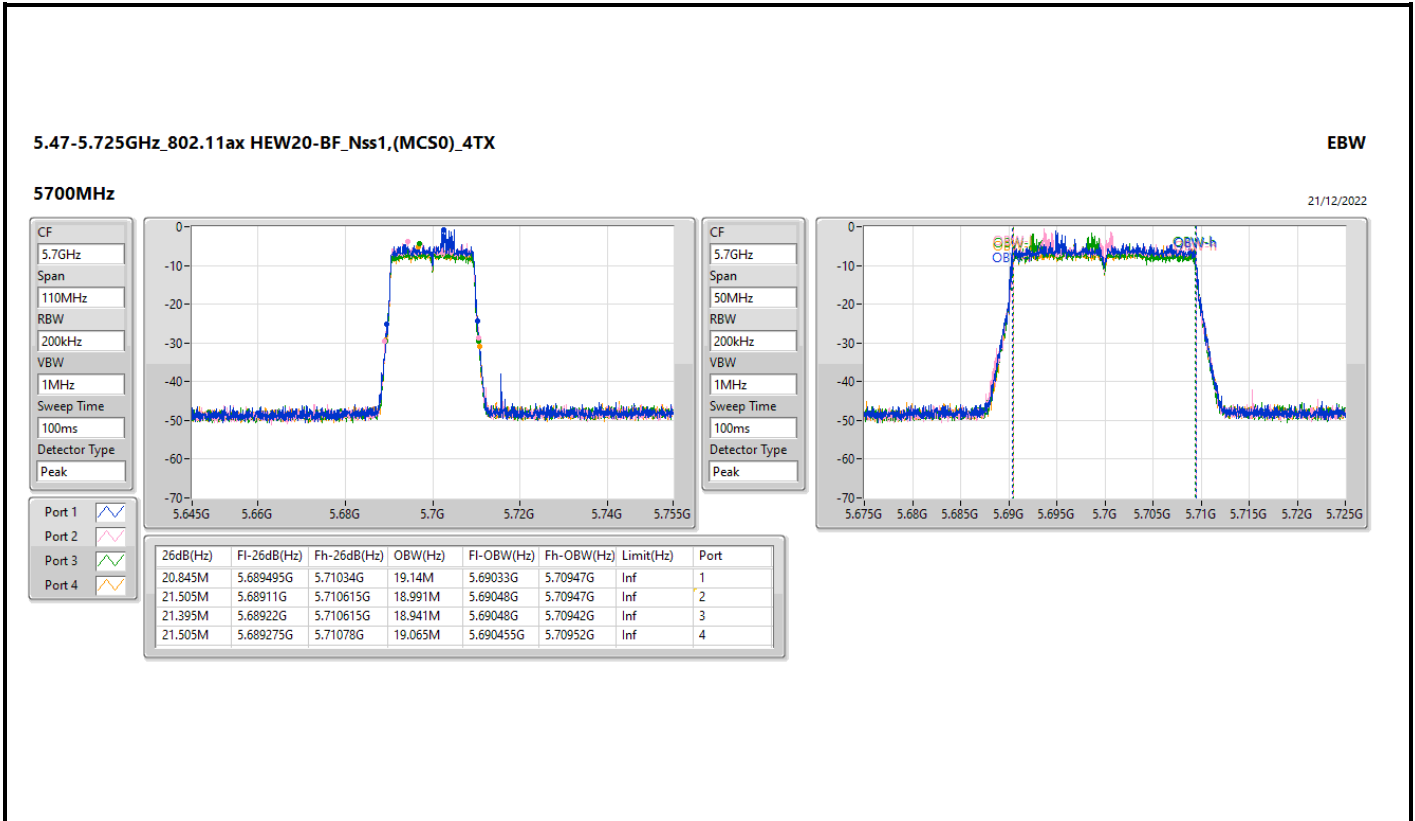 5.47-5.725GHz_802.11ax HEW20-BF_Nss1,(MCS0)_4TX
EBW
5700MHz
21/12/2022
CF
5.7GHz
Span
110MHz
RBW
200kHz
VBW
1MHz
Sweep Time
100ms
Detector Type
Peak
0
-10
-20
-30
-40
-50
-60
-70
5.645G 5.66G 5.68G 5.7G 5.72G 5.74G 5.755G
CF
5.7GHz
Span
50MHz
RBW
200kHz
VBW
1MHz
Sweep Time
100ms
Detector Type
Peak
OBW-h
0
-10
-20
-30
-40
-50
-60
-70
5.675G 5.68G 5.685G 5.69G 5.695G 5.7G 5.705G 5.71G 5.715G 5.72G 5.725G
Port 1
Port 2
Port 3
Port 4
26dB(Hz) Fl-26dB(Hz) Fh-26dB(Hz) OBW(Hz) Fl-OBW(Hz) Fh-OBW(Hz) Limit(Hz) Port
20.845M 5.689495G 5.71034G 19.14M 5.69033G 5.70947G Inf 1
21.505M 5.68911G 5.710615G 18.991M 5.69048G 5.70947G Inf 2
21.395M 5.68922G 5.710615G 18.941M 5.69048G 5.70942G Inf 3
21.505M 5.689275G 5.71078G 19.065M 5.690455G 5.70952G Inf 4